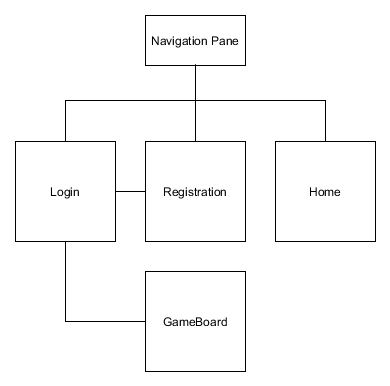 Navigation Pane
Login
Registration
Home
GameBoard